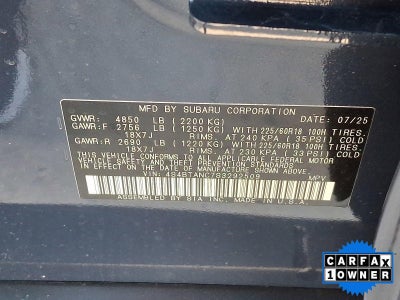 MFD BY SUBARU CORPORATION
GVWR: 4850 LB (2200 KG) DATE: 07/25
GAWR:F 2756 LB (1250 KG) WITH 225/60R18 100H TIRES.
18X7J RIMS. AT 240 KPA ( 35 PSI ) COLD
GAWR:R 2690 LB (1220 KG) WITH 225/60R18 100H TIRES.
18X7J RIMS. AT 230 KPA ( 33 PSI ) COLD
THIS VEHICLE CONFORMS TO ALL APPLICABLE FEDERAL MOTOR
VEHICLE SAFETY AND THEFT PREVENTION STANDARDS
IN EFFECT ON THE DATE OF MANUFACTURE SHOWN ABOVE.
VIN: 4S4BTANC7S3292509 MPV
ASSEMBLED BY SIA INC. MADE IN U.S.A.
CARFAX
1 OWNER